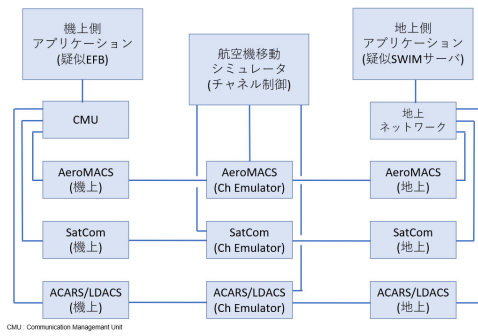 機上側
アプリケーション
(疑似EFB)
航空機移動
シミュレータ
(チャネル制御)
地上側
アプリケーション
(疑似SWIMサーバ)
CMU
地上
ネットワーク
AeroMACS
(機上)
AeroMACS
(Ch Emulator)
AeroMACS
(地上)
SatCom
(機上)
SatCom
(Ch Emulator)
SatCom
(地上)
ACARS/LDACS
(機上)
ACARS/LDACS
(Ch Emulator)
ACARS/LDACS
(地上)
CMU : Communication Managemant Unit